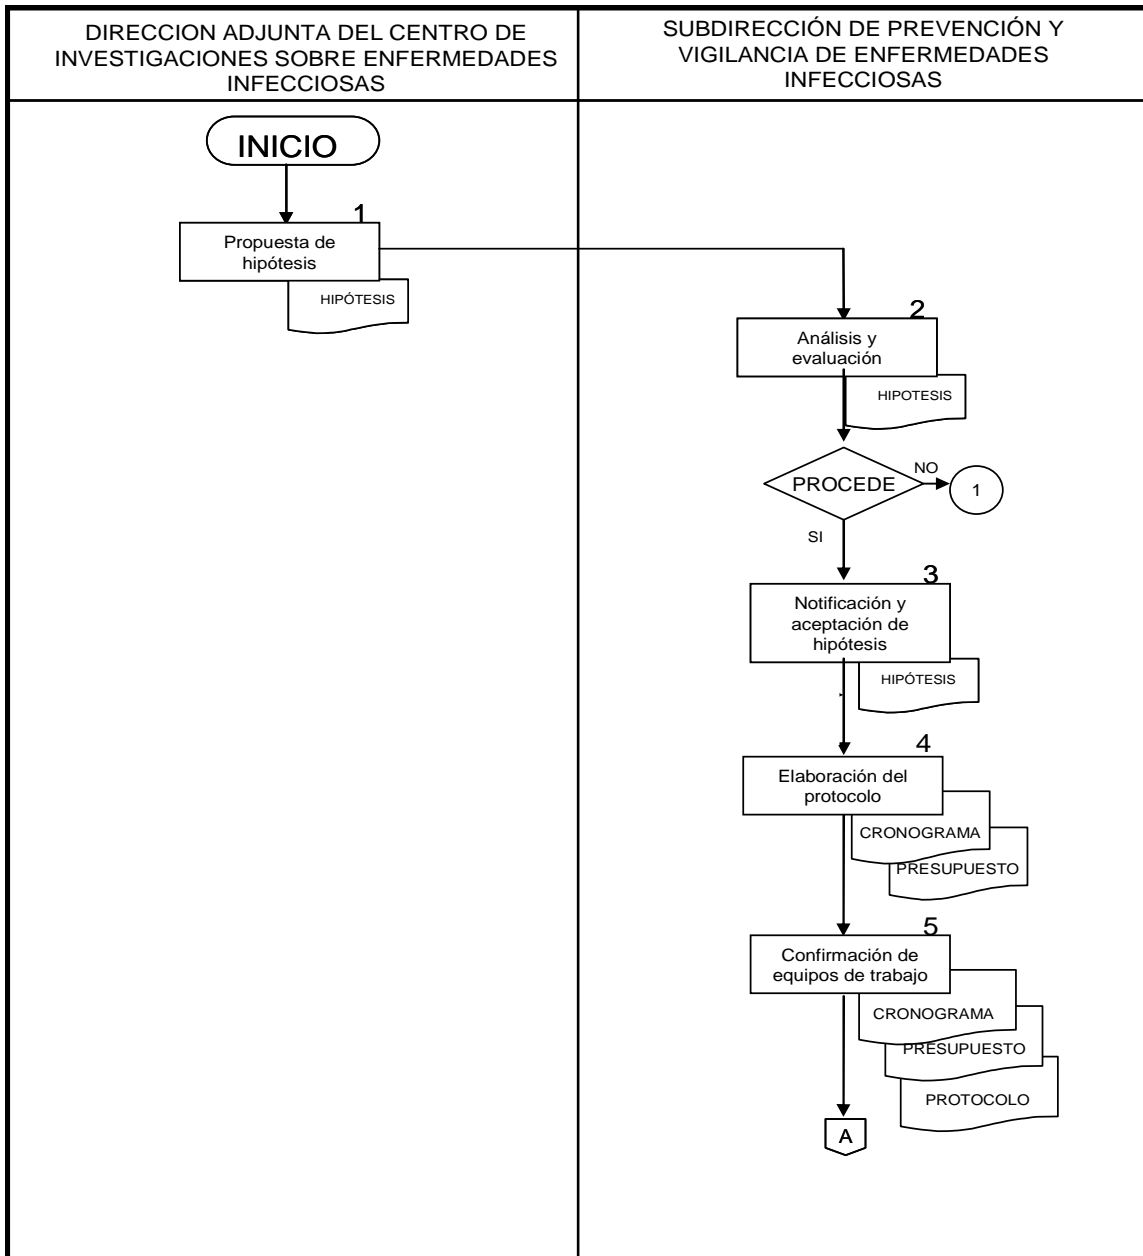 DIRECCION ADJUNTA DEL CENTRO DE
INVESTIGACIONES SOBRE ENFERMEDADES
INFECCIOSAS
SUBDIRECCIÓN DE PREVENCIÓN Y
VIGILANCIA DE ENFERMEDADES
INFECCIOSAS
INICIO
1
Propuesta de
hipótesis
HIPÓTESIS
2
Análisis y
evaluación
HIPOTESIS
PROCEDE
NO
1
SI
3
Notificación y
aceptación de
hipótesis
HIPÓTESIS
4
Elaboración del
protocolo
CRONOGRAMA
PRESUPUESTO
5
Confirmación de
equipos de trabajo
CRONOGRAMA
PRESUPUESTO
PROTOCOLO
A